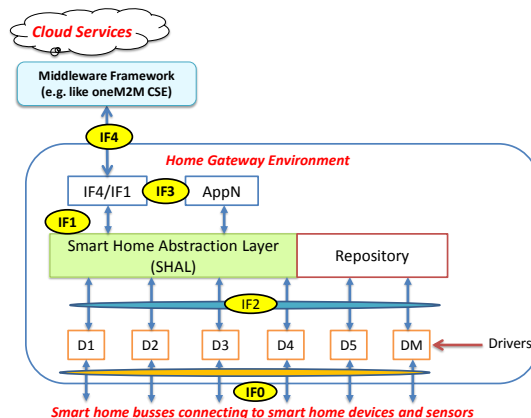 Cloud Services
Middleware Framework
(e.g. like oneM2M CSE)
IF4
Home Gateway Environment
IF4/IF1
IF3
AppN
IF1
Smart Home Abstraction Layer
(SHAL)
Repository
IF2
D1
D2
D3
D4
D5
DM
Drivers
IF0
Smart home busses connecting to smart home devices and sensors